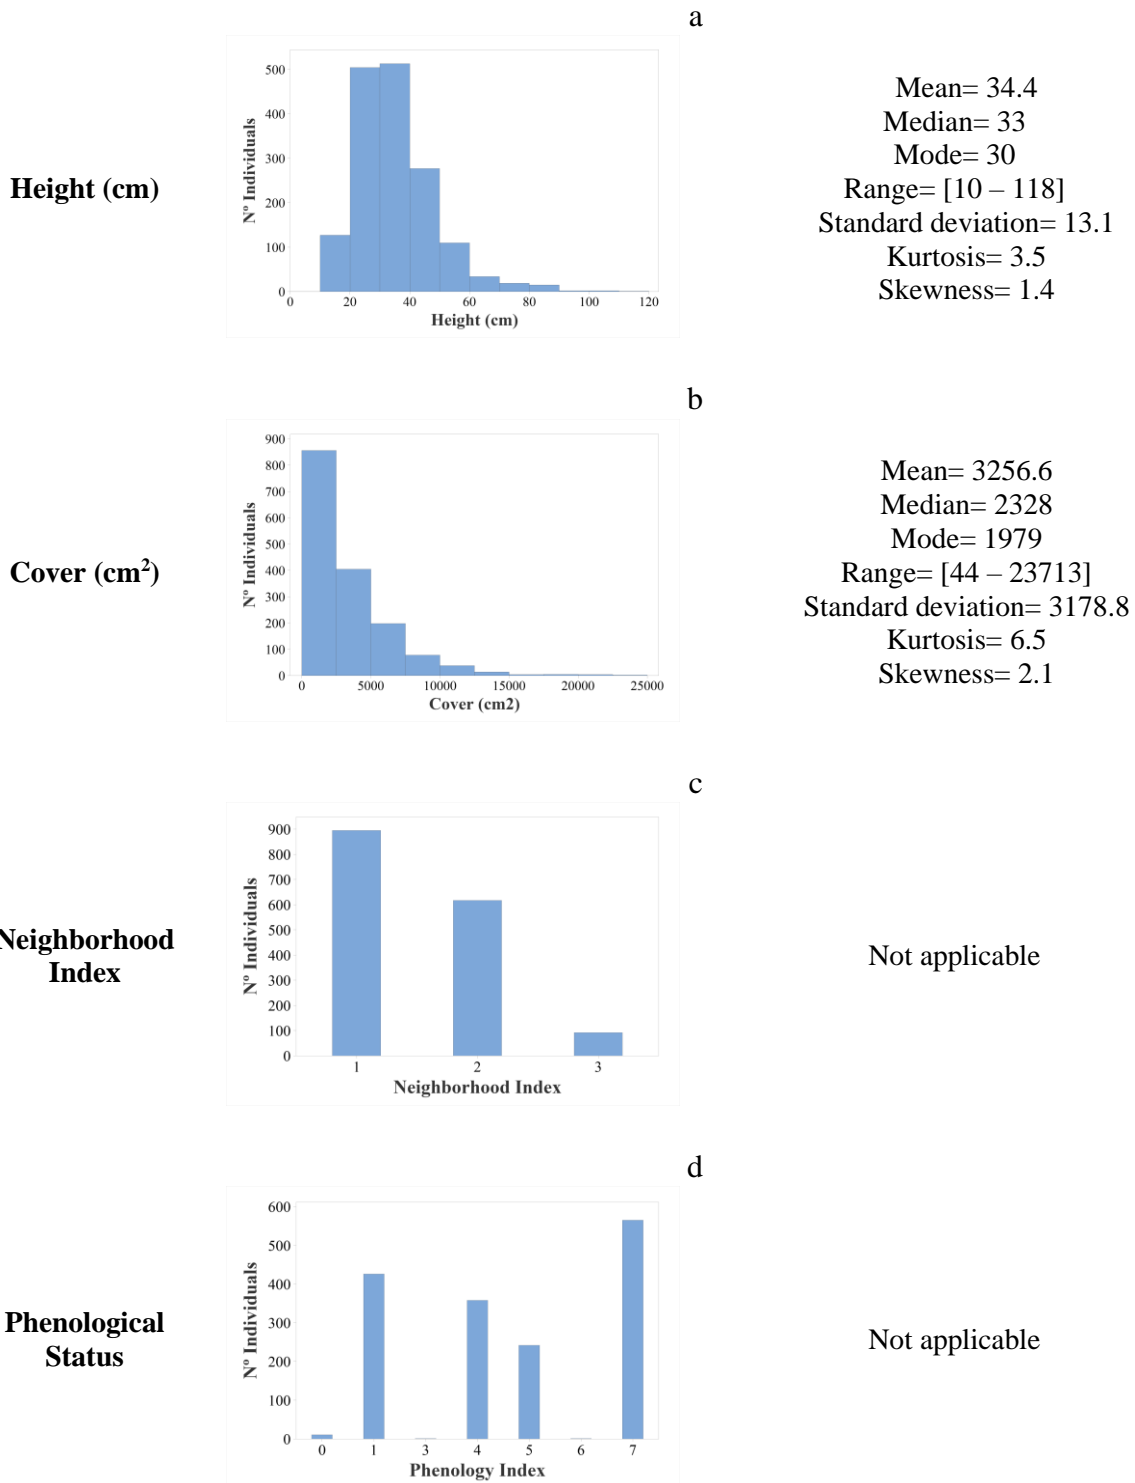 a
Height (cm)
Nº Individuals
500
400
300
200
100
0
0 20 40 60 80 100 120
Height (cm)
Mean= 34.4
Median= 33
Mode= 30
Range= [10 – 118]
Standard deviation= 13.1
Kurtosis= 3.5
Skewness= 1.4
b
Cover (cm²)
Nº Individuals
900
800
700
600
500
400
300
200
100
0
0 5000 10000 15000 20000 25000
Cover (cm2)
Mean= 3256.6
Median= 2328
Mode= 1979
Range= [44 – 23713]
Standard deviation= 3178.8
Kurtosis= 6.5
Skewness= 2.1
c
Neighborhood
Index
Nº Individuals
900
800
700
600
500
400
300
200
100
0
1 2 3
Neighborhood Index
Not applicable
d
Phenological
Status
Nº Individuals
600
500
400
300
200
100
0
0 1 3 4 5 6 7
Phenology Index
Not applicable